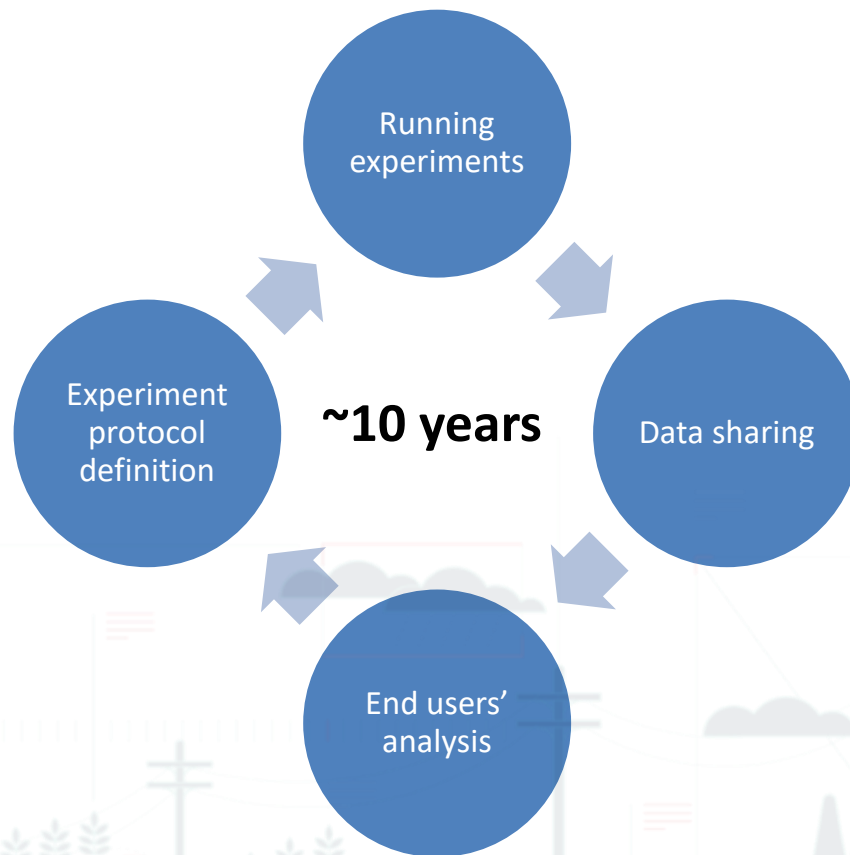 Running
experiments
Experiment
protocol
definition
~10 years
Data sharing
End users’
analysis